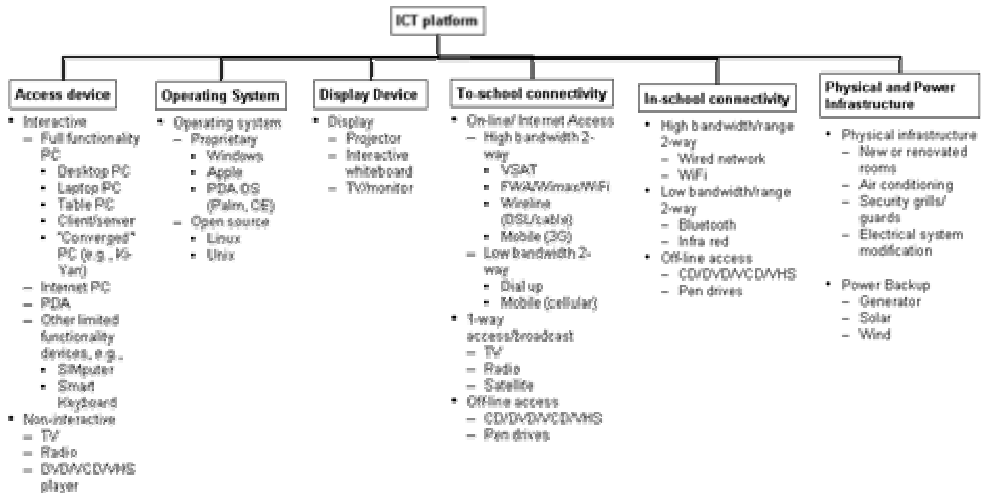 ICT platform
Access device
• Interactive
– Full functionality
PC
• Desktop PC
• Laptop PC
• Table PC
• Client/server
• "Converged"
PC (e.g.,
Yan)
– Internet PC
– PDA
– Other limited
functionality
devices, e.g.,
• SIMputer
• Smart
Keyboard
• Non-interactive
– TV
– Radio
– DVD/VCD/VHS
player
Operating System
• Operating system
– Proprietary
• Windows
• Apple
• PDA OS
(Palm, CE)
– Open source
• Linux
• Unix
Display Device
• Display
– Projector
– Interactive
whiteboard
– TV/monitor
To-school connectivity
• On-line/ Internet Access
– High bandwidth 2-
way
• VSAT
• FWA/Wimax/WiFi
• Wireline
(DSL/cable)
• Mobile (3G)
– Low bandwidth 2-
way
• Dial up
• Mobile (cellular)
• 1-way
access/broadcast
– TV
– Radio
– Satellite
• Off-line access
– CD/DVD/VCD/VHS
– Pen drives
In-school connectivity
• High bandwidth/range
2-way
– Wired network
– WiFi
• Low bandwidth/range
2-way
– Bluetooth
– Infra red
• Off-line access
– CD/DVD/VCD/VHS
– Pen drives
Physical and Power
Infrastructure
• Physical infrastructure
– New or renovated
rooms
– Air conditioning
– Security grills/
guards
– Electrical system
modification
• Power Backup
– Generator
– Solar
– Wind